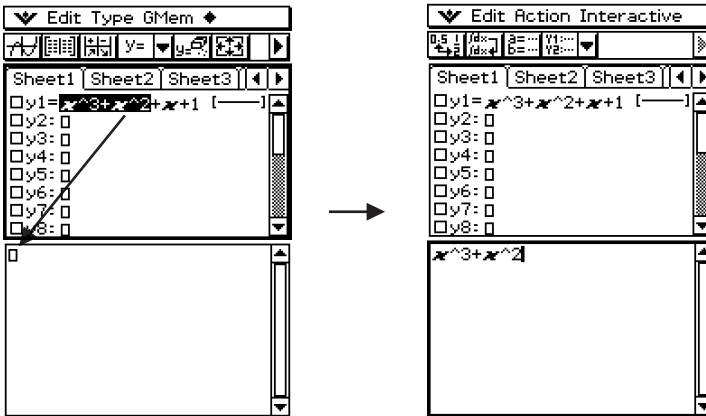 Edit Type GMem
y=
Sheet1 Sheet2 Sheet3
y1=x^3+x^2+x+1 [—]
y2:
y3:
y4:
y5:
y6:
y7:
y8:
Edit Action Interactive
Sheet1 Sheet2 Sheet3
y1=x^3+x^2+x+1 [—]
y2:
y3:
y4:
y5:
y6:
y7:
y8:
x^3+x^2